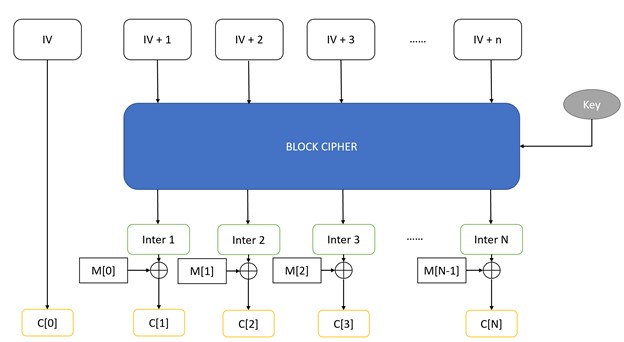 IV
IV + 1
IV + 2
IV + 3
......
IV + n
Key
BLOCK CIPHER
Inter 1
Inter 2
Inter 3
......
Inter N
M[0]
M[1]
M[2]
M[N-1]
C[0]
C[1]
C[2]
C[3]
C[N]